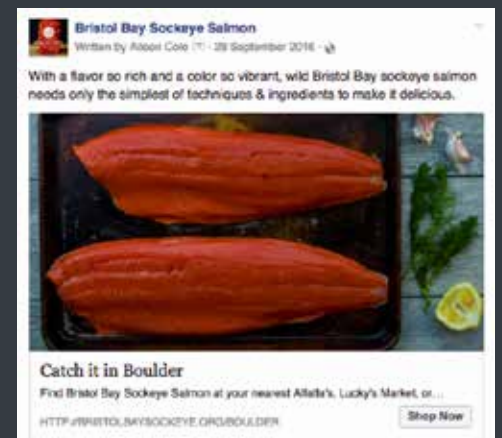 Bristol Bay Sockeye Salmon
Written by Alison Cole [?] · 28 September 2016 ·
With a flavor so rich and a color so vibrant, wild Bristol Bay sockeye salmon
needs only the simplest of techniques & ingredients to make it delicious.
Catch it in Boulder
Find Bristol Bay Sockeye Salmon at your nearest Alfalfa's, Lucky's Market, or...
HTTP://BRISTOLBAYSOCKEYE.ORG/BOULDER
Shop Now